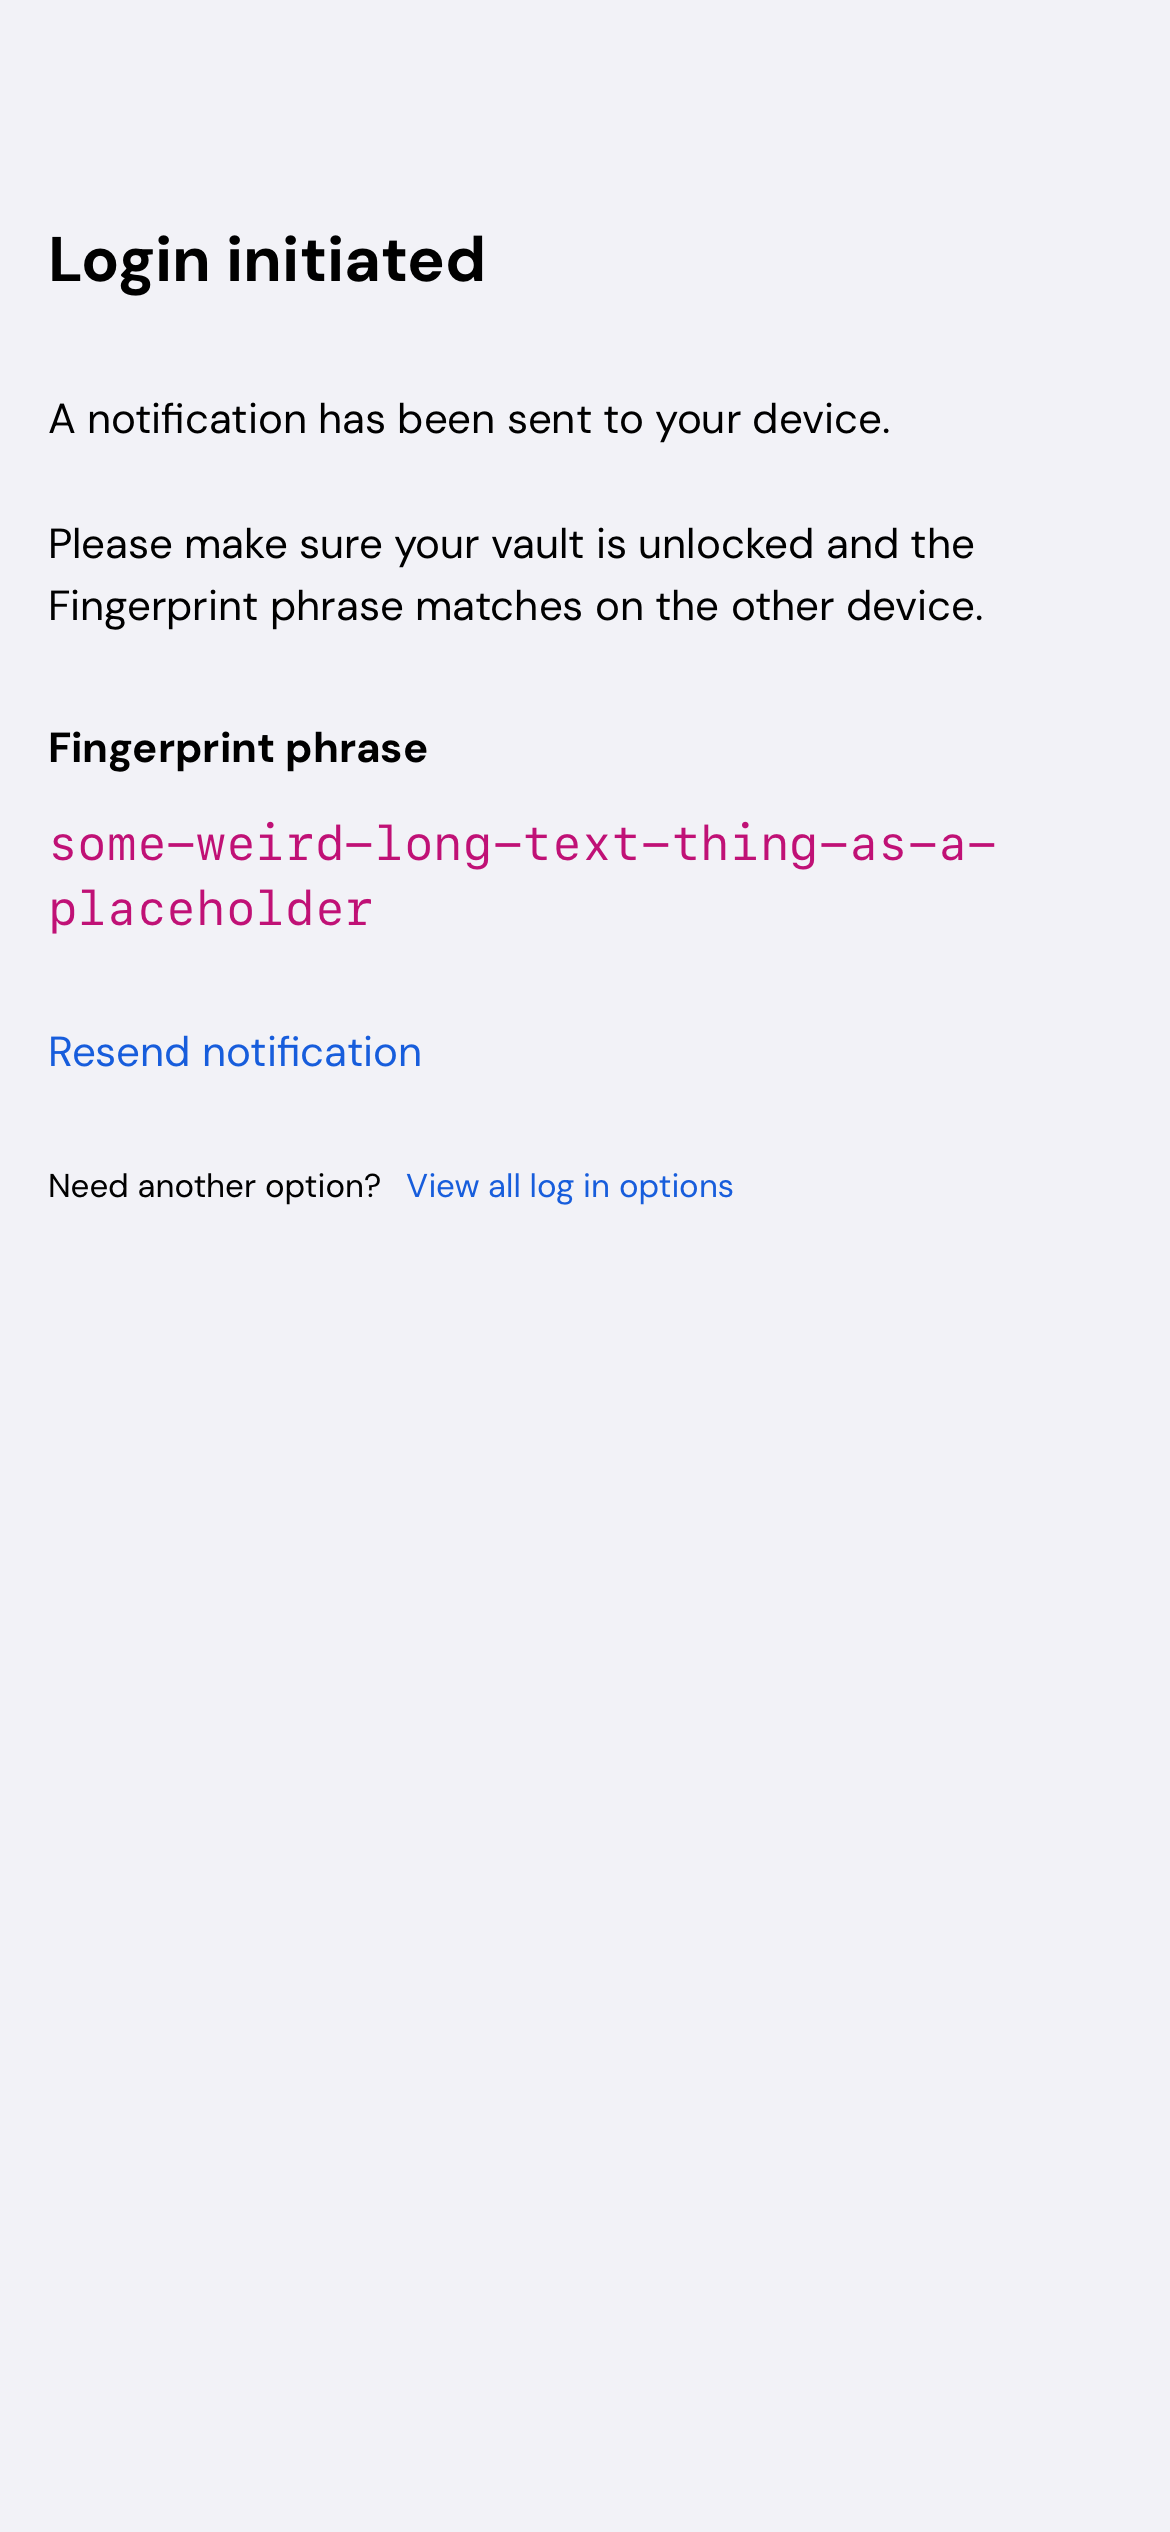 Login initiated
A notification has been sent to your device.
Please make sure your vault is unlocked and the
Fingerprint phrase matches on the other device.
Fingerprint phrase
some-weird-long-text-thing-as-a-
placeholder
Resend notification
Need another option? View all log in options